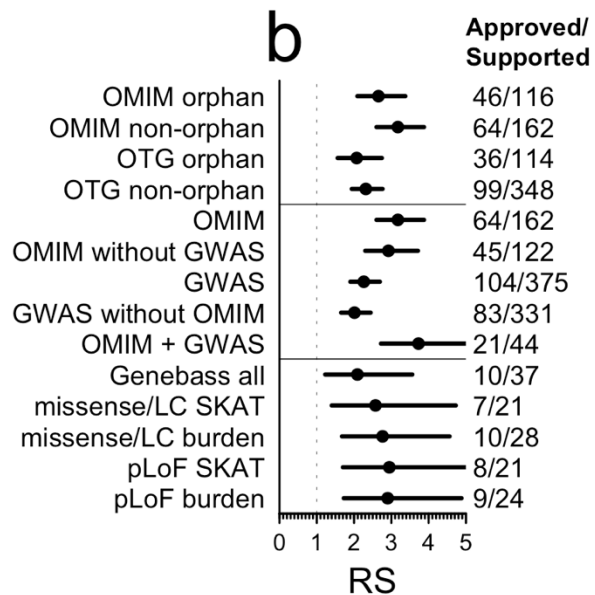 b
Approved/
Supported
OMIM orphan 46/116
OMIM non-orphan 64/162
OTG orphan 36/114
OTG non-orphan 99/348
OMIM 64/162
OMIM without GWAS 45/122
GWAS 104/375
GWAS without OMIM 83/331
OMIM + GWAS 21/44
Genebass all 10/37
missense/LC SKAT 7/21
missense/LC burden 10/28
pLoF SKAT 8/21
pLoF burden 9/24
0 1 2 3 4 5
RS